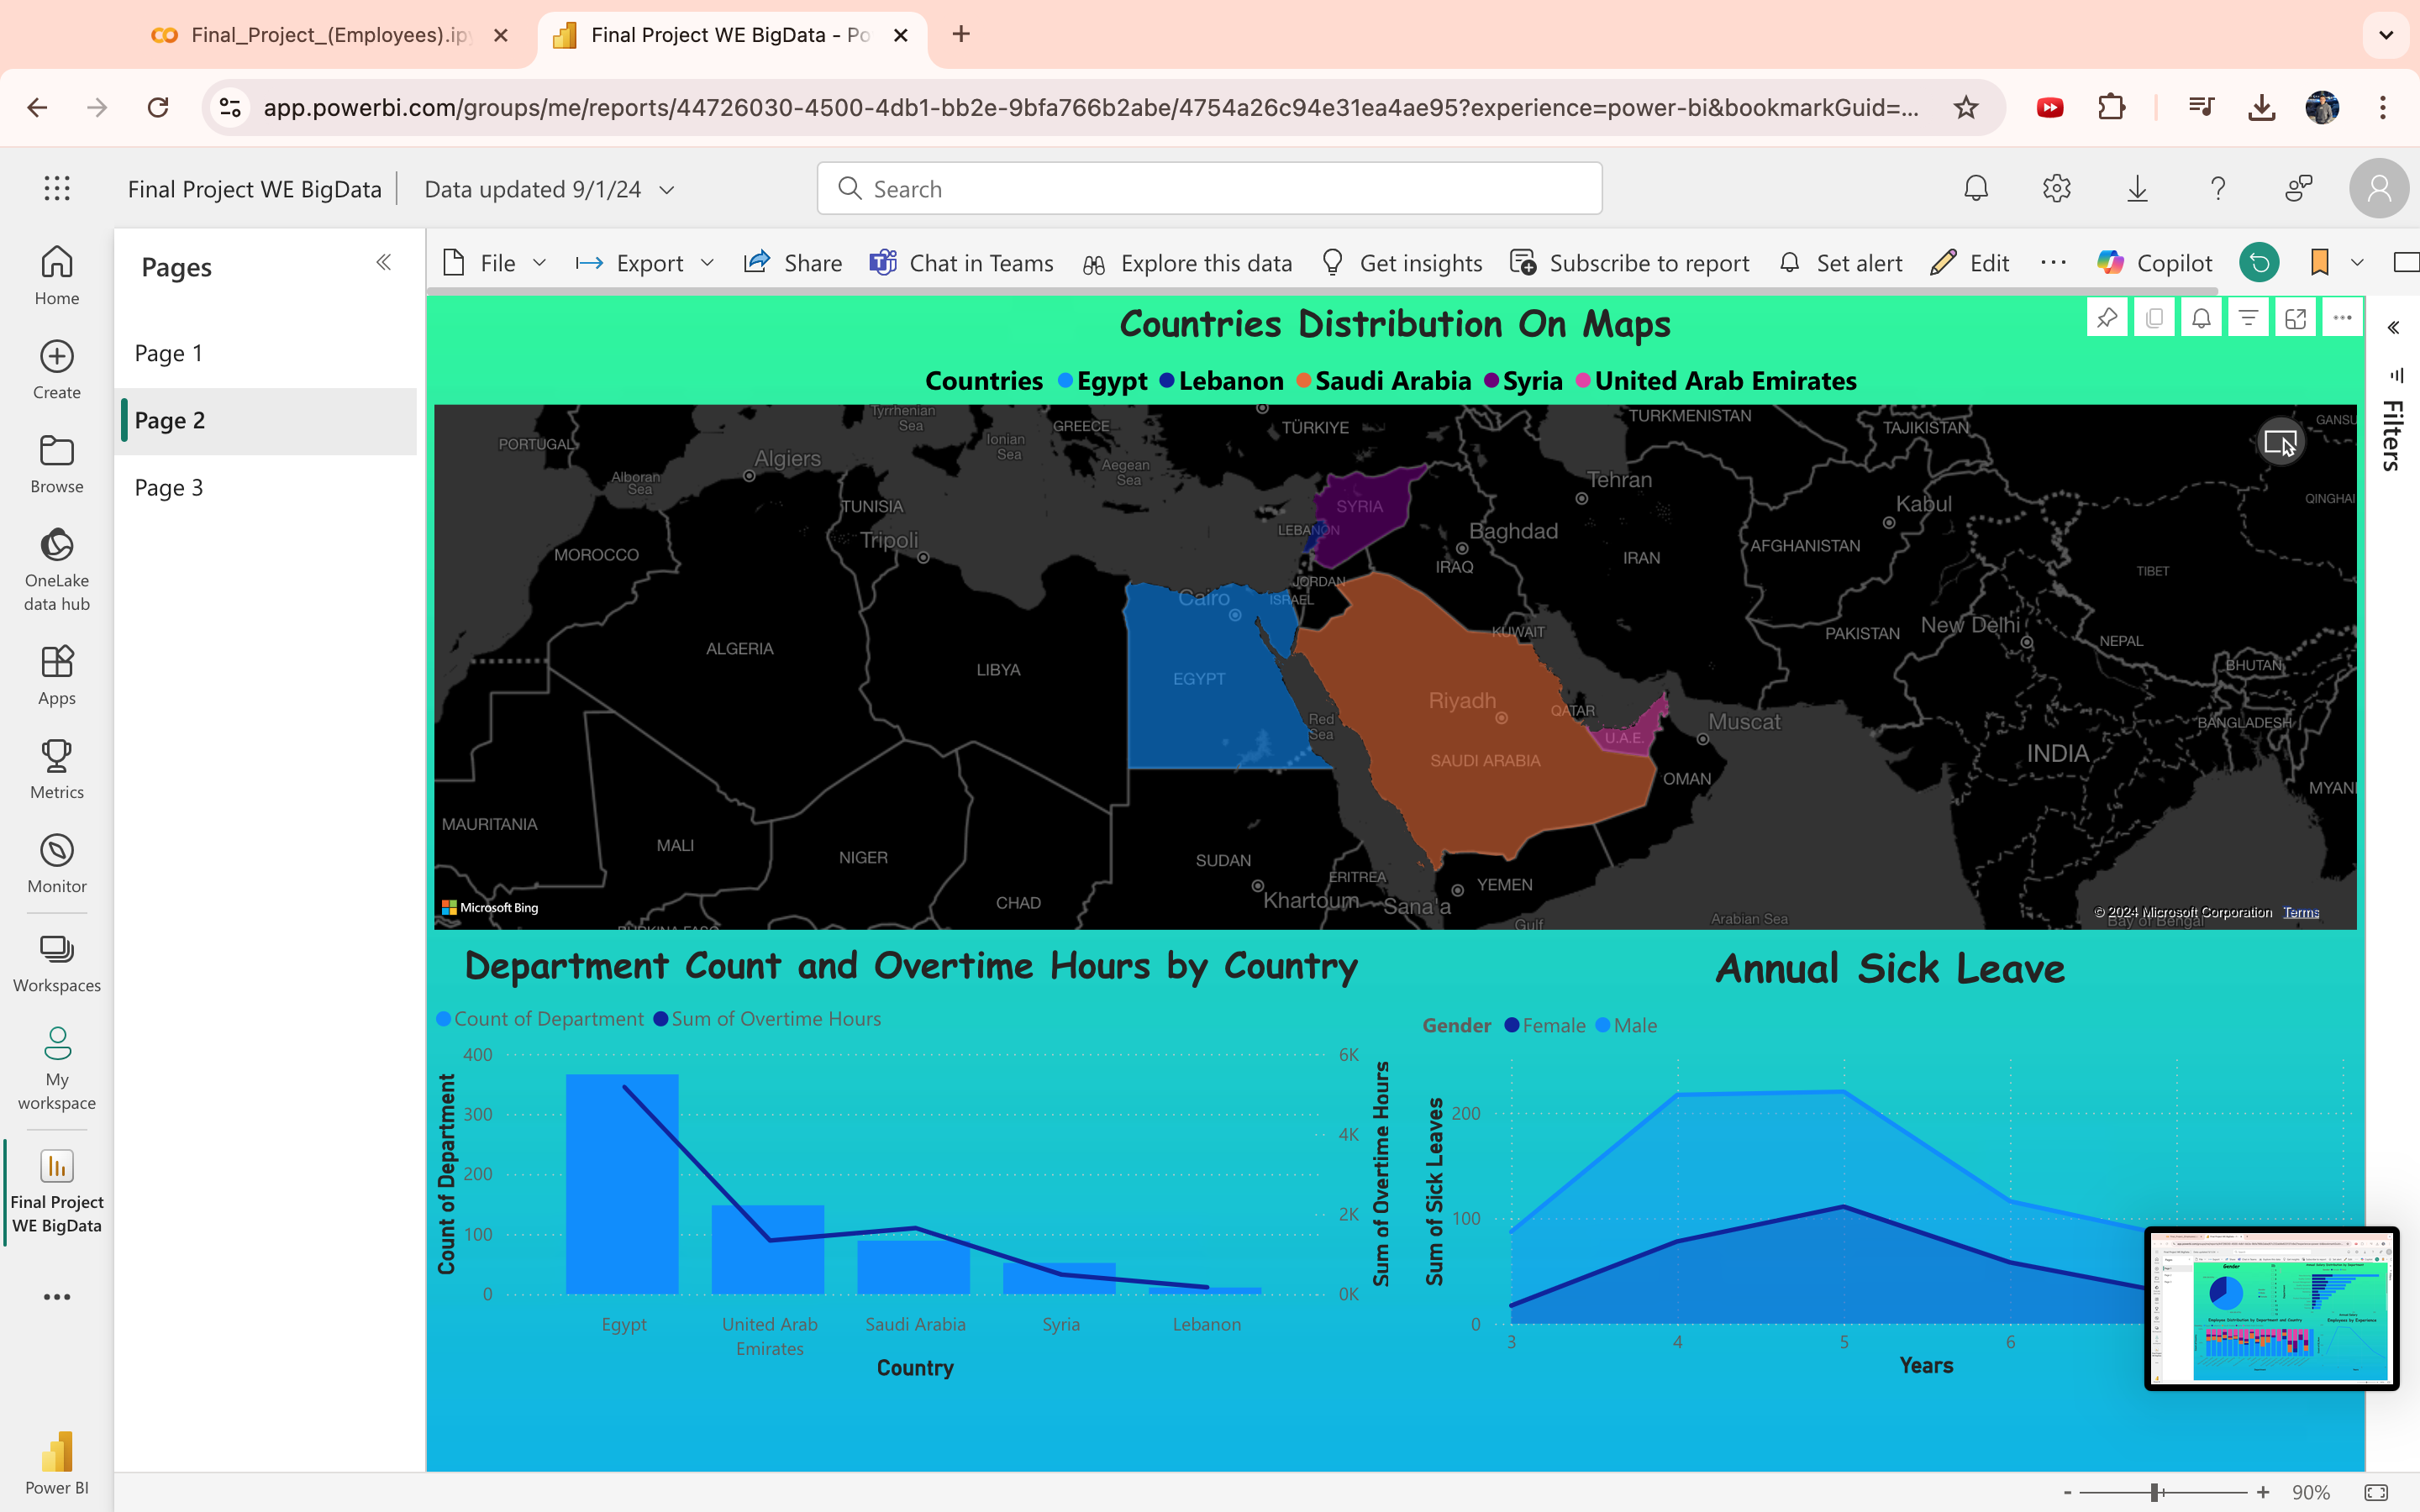 Final_Project_(Employees).ip
Final Project WE BigData - Po
app.powerbi.com/groups/me/reports/44726030-4500-4db1-bb2e-9bfa766b2abe/4754a26c94e31ea4ae95?experience=power-bi&bookmarkGuid=...
Final Project WE BigData
Data updated 9/1/24
Search
Home
Create
Browse
OneLake
data hub
Apps
Metrics
Monitor
Workspaces
My
workspace
Final Project
WE BigData
Power BI
Pages
Page 1
Page 2
Page 3
File
Export
Share
Chat in Teams
Explore this data
Get insights
Subscribe to report
Set alert
Edit
Copilot
Filters
Countries Distribution On Maps
Countries Egypt Lebanon Saudi Arabia Syria United Arab Emirates
Tyrrhenian
Sea
GREECE
TÜRKIYE
TURKMENISTAN
TAJIKISTAN
GANSU
PORTUGAL
Ionian
Sea
Algiers
Alboran
Sea
Aegean
Sea
Tehran
QINGHAI
TUNISIA
SYRIA
Kabul
Tripoli
LEBANON
Baghdad
MOROCCO
IRAQ
IRAN
AFGHANISTAN
TIBET
JORDAN
Cairo
ISRAEL
KUWAIT
PAKISTAN
New Delhi
NEPAL
ALGERIA
LIBYA
EGYPT
BHUTAN
Riyadh
QATAR
Red
Sea
U.A.E.
Muscat
BANGLADESH
SAUDI ARABIA
OMAN
INDIA
MYANI
MAURITANIA
MALI
NIGER
SUDAN
ERITREA
YEMEN
CHAD
Khartoum
Sana'a
Gulf
Arabian Sea
Bay of Bengal
Microsoft Bing
© 2024 Microsoft Corporation Terms
Department Count and Overtime Hours by Country
Count of Department Sum of Overtime Hours
Count of Department
400
300
200
100
0
6K
4K
2K
0K
Sum of Overtime Hours
Egypt
United Arab
Emirates
Saudi Arabia
Syria
Lebanon
Country
Annual Sick Leave
Gender Female Male
Sum of Sick Leaves
200
100
0
3
4
5
6
Years
90%